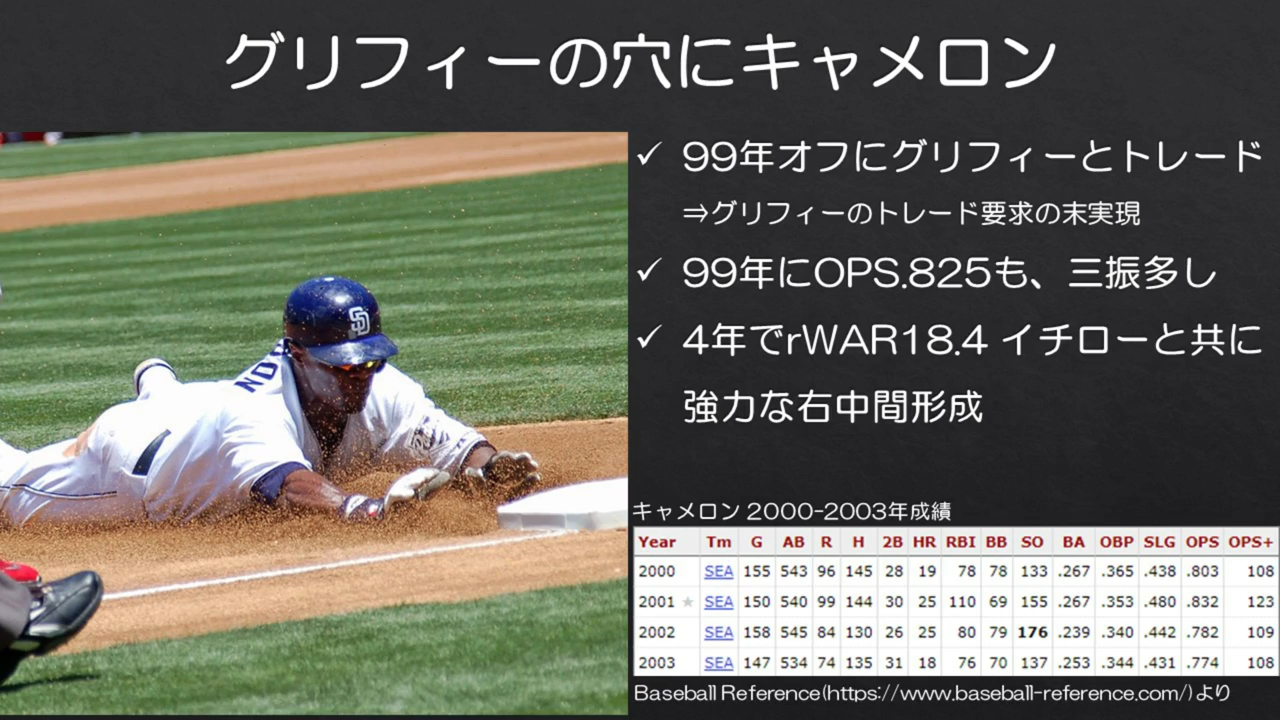 グリフィーの穴にキャメロン
✓ 99年オフにグリフィーとトレード
⇒グリフィーのトレード要求の末実現
✓ 99年にOPS.825も、三振多し
✓ 4年でrWAR18.4 イチローと共に
強力な右中間形成
SD
キャメロン 2000-2003年成績
Year Tm G AB R H 2B HR RBI BB SO BA OBP SLG OPS OPS+
2000 SEA 155 543 96 145 28 19 78 78 133 .267 .365 .438 .803 108
2001 ★ SEA 150 540 99 144 30 25 110 69 155 .267 .353 .480 .832 123
2002 SEA 158 545 84 130 26 25 80 79 176 .239 .340 .442 .782 109
2003 SEA 147 534 74 135 31 18 76 70 137 .253 .344 .431 .774 108
Baseball Reference(https://www.baseball-reference.com/)より